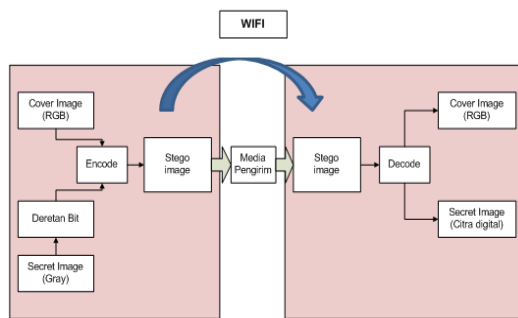 WIFI
Cover Image
(RGB)
Encode
Stego
image
Deretan Bit
Secret Image
(Gray)
Media
Pengirim
Stego
image
Decode
Cover Image
(RGB)
Secret Image
(Citra digital)